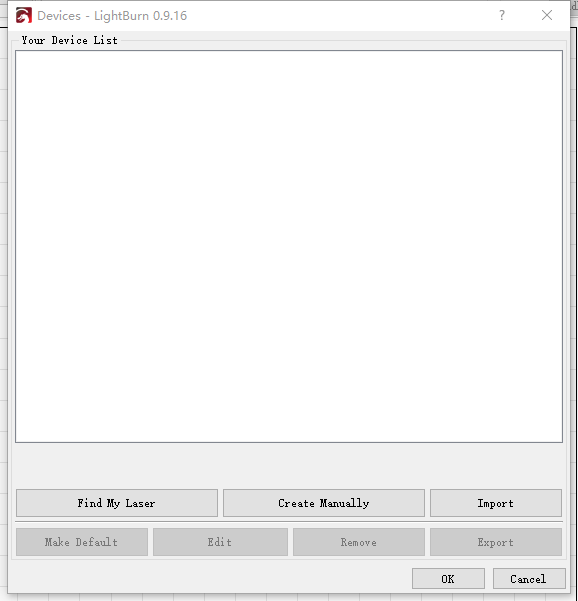 Devices - LightBurn 0.9.16
?
Your Device List
Find My Laser
Create Manually
Import
Make Default
Edit
Remove
Export
OK
Cancel